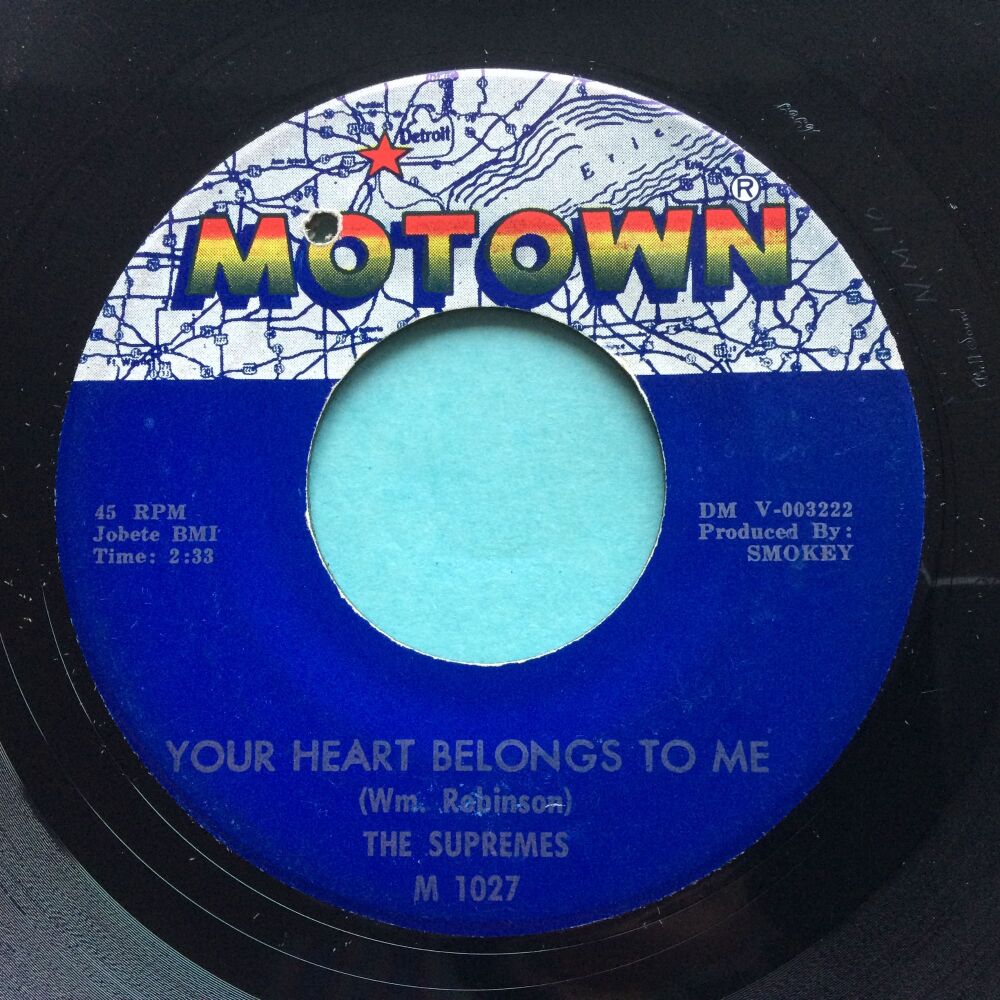 Detroit
Erie
MOTOWN®
45 RPM
Jobete BMI
Time: 2:33
DM V-003222
Produced By:
SMOKEY
YOUR HEART BELONGS TO ME
(Wm. Robinson)
THE SUPREMES
M 1027